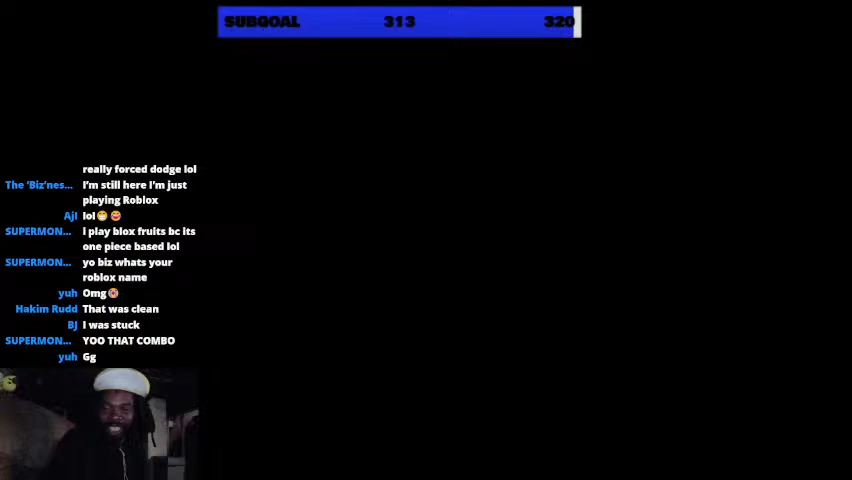 SUBGOAL 313 320
really forced dodge lol
The 'Biz'nes... I'm still here I'm just
playing Roblox
AjI lol😁😆
SUPERMON... i play blox fruits bc its
one piece based lol
SUPERMON... yo biz whats your
roblox name
yuh Omg
Hakim Rudd That was clean
BJ I was stuck
SUPERMON... YOO THAT COMBO
yuh Gg